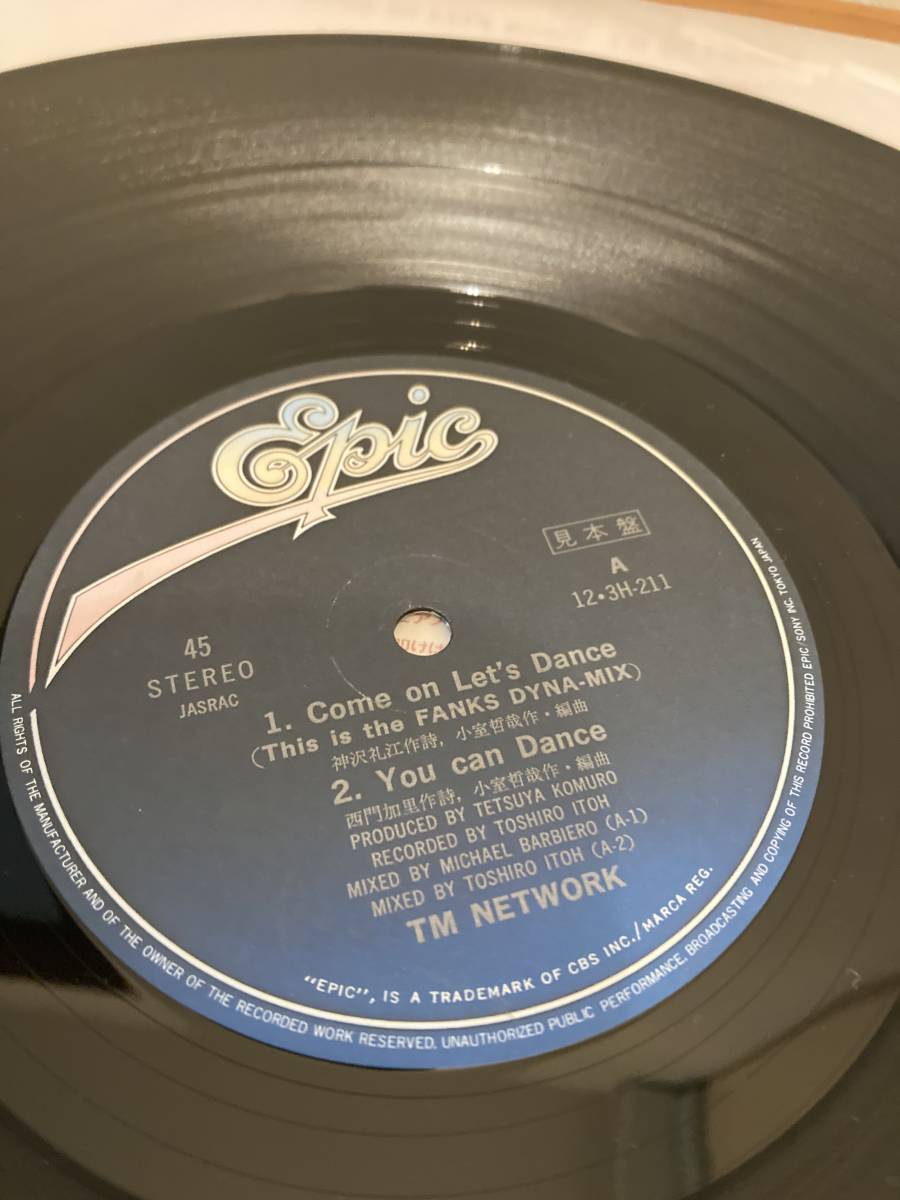 Epic
見本盤
A
12・3H-211
45
STEREO
JASRAC
1. Come on Let's Dance
(This is the FANKS DYNA-MIX)
神沢礼江作詩, 小室哲哉作・編曲
2. You can Dance
西門加里作詩, 小室哲哉作・編曲
PRODUCED BY TETSUYA KOMURO
RECORDED BY TOSHIRO ITOH
MIXED BY MICHAEL BARBIERO (A-1)
MIXED BY TOSHIRO ITOH (A-2)
TM NETWORK
"EPIC", IS A TRADEMARK OF CBS INC./MARCA REG.
ALL RIGHTS OF THE MANUFACTURER AND OF THE OWNER OF THE RECORDED WORK RESERVED. UNAUTHORIZED PUBLIC PERFORMANCE, BROADCASTING AND COPYING OF THIS RECORD PROHIBITED EPIC/SONY INC. TOKYO JAPAN